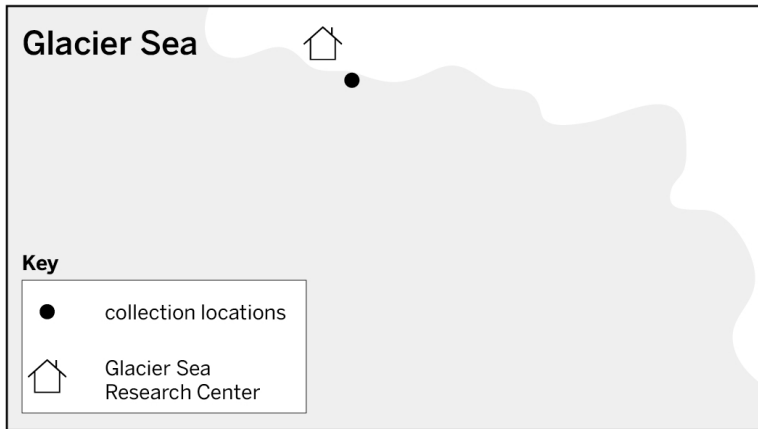 Glacier Sea
Key
collection locations
Glacier Sea
Research Center